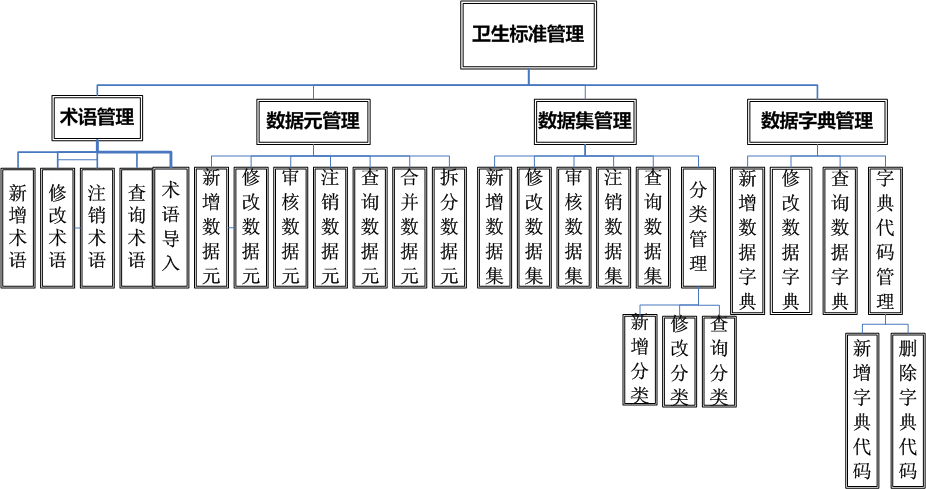 卫生标准管理
术语管理
数据元管理
数据集管理
数据字典管理
新增术语
修改术语
注销术语
查询术语
术语导入
新增数据元
修改数据元
审核数据元
注销数据元
查询数据元
合并数据元
拆分数据元
新增数据集
修改数据集
审核数据集
注销数据集
查询数据集
分类管理
新增数据字典
修改数据字典
查询数据字典
字典代码管理
新增分类
修改分类
查询分类
新增字典代码
删除字典代码